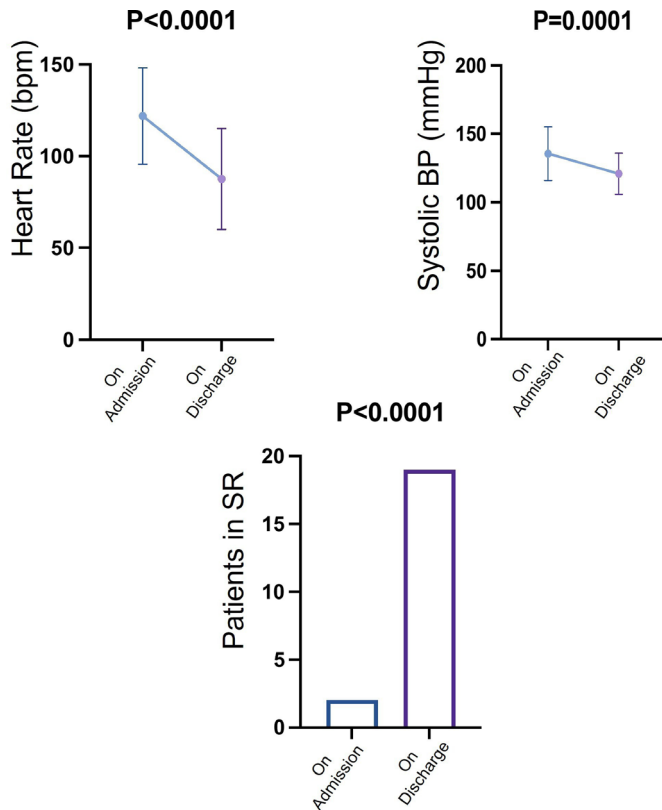 P<0.0001
Heart Rate (bpm)
150
100
50
0
On
Admission
On
Discharge
P=0.0001
Systolic BP (mmHg)
200
150
100
50
0
On
Admission
On
Discharge
P<0.0001
Patients in SR
20
15
10
5
0
On
Admission
On
Discharge